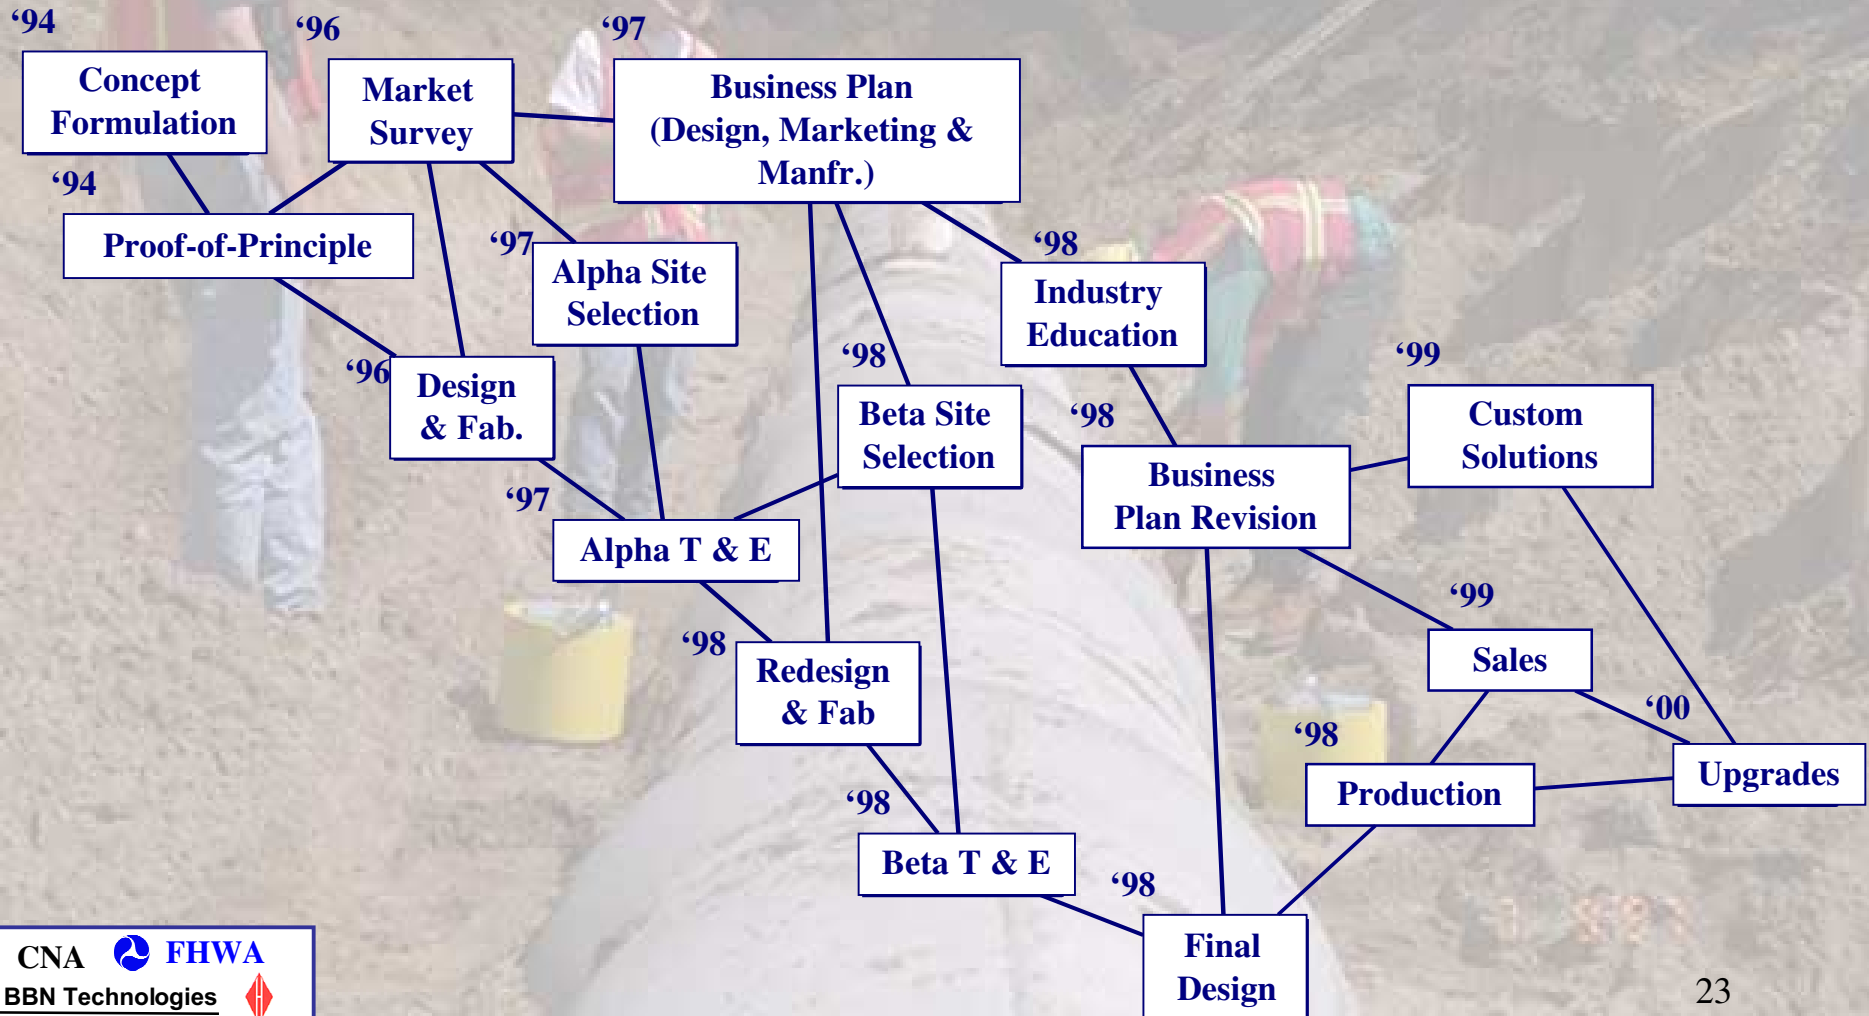 ‘94
Concept
Formulation
‘96
Market
Survey
‘97
Business Plan
(Design, Marketing &
Manfr.)
‘94
Proof-of-Principle
‘97
Alpha Site
Selection
‘98
Industry
Education
‘96
Design
& Fab.
‘98
Beta Site
Selection
‘98
Business
Plan Revision
‘99
Custom
Solutions
‘97
Alpha T & E
‘98
Redesign
& Fab
‘99
Sales
‘98
Production
‘00
Upgrades
‘98
Beta T & E
‘98
Final
Design
CNA FHWA
BBN Technologies
23